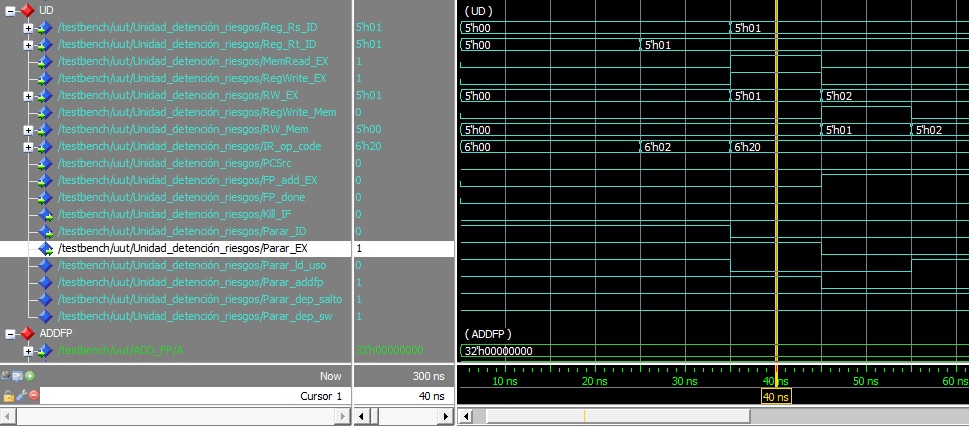 UD (UD)
/testbench/uut/Unidad_detención_riesgos/Reg_Rs_ID 5'h01 5'h00 5'h01
/testbench/uut/Unidad_detención_riesgos/Reg_Rt_ID 5'h01 5'h00 5'h01
/testbench/uut/Unidad_detención_riesgos/MemRead_EX 1
/testbench/uut/Unidad_detención_riesgos/RegWrite_EX 1
/testbench/uut/Unidad_detención_riesgos/RW_EX 5'h01 5'h00 5'h01 5'h02
/testbench/uut/Unidad_detención_riesgos/RegWrite_Mem 0
/testbench/uut/Unidad_detención_riesgos/RW_Mem 5'h00 5'h00 5'h01 5'h02
/testbench/uut/Unidad_detención_riesgos/IR_op_code 6'h20 6'h00 6'h02 6'h20
/testbench/uut/Unidad_detención_riesgos/PCSrc 0
/testbench/uut/Unidad_detención_riesgos/FP_add_EX 0
/testbench/uut/Unidad_detención_riesgos/FP_done 0
/testbench/uut/Unidad_detención_riesgos/Kill_IF 0
/testbench/uut/Unidad_detención_riesgos/Parar_ID 0
/testbench/uut/Unidad_detención_riesgos/Parar_EX 1
/testbench/uut/Unidad_detención_riesgos/Parar_ld_uso 0
/testbench/uut/Unidad_detención_riesgos/Parar_addfp 1
/testbench/uut/Unidad_detención_riesgos/Parar_dep_salto 1
/testbench/uut/Unidad_detención_riesgos/Parar_dep_sw 1
ADDFP (ADDFP)
/testbench/uut/ADD_FP/A 32'h00000000 32'h00000000
Now 300 ns 10 ns 20 ns 30 ns 40 ns 50 ns 60 ns
Cursor 1 40 ns 40 ns